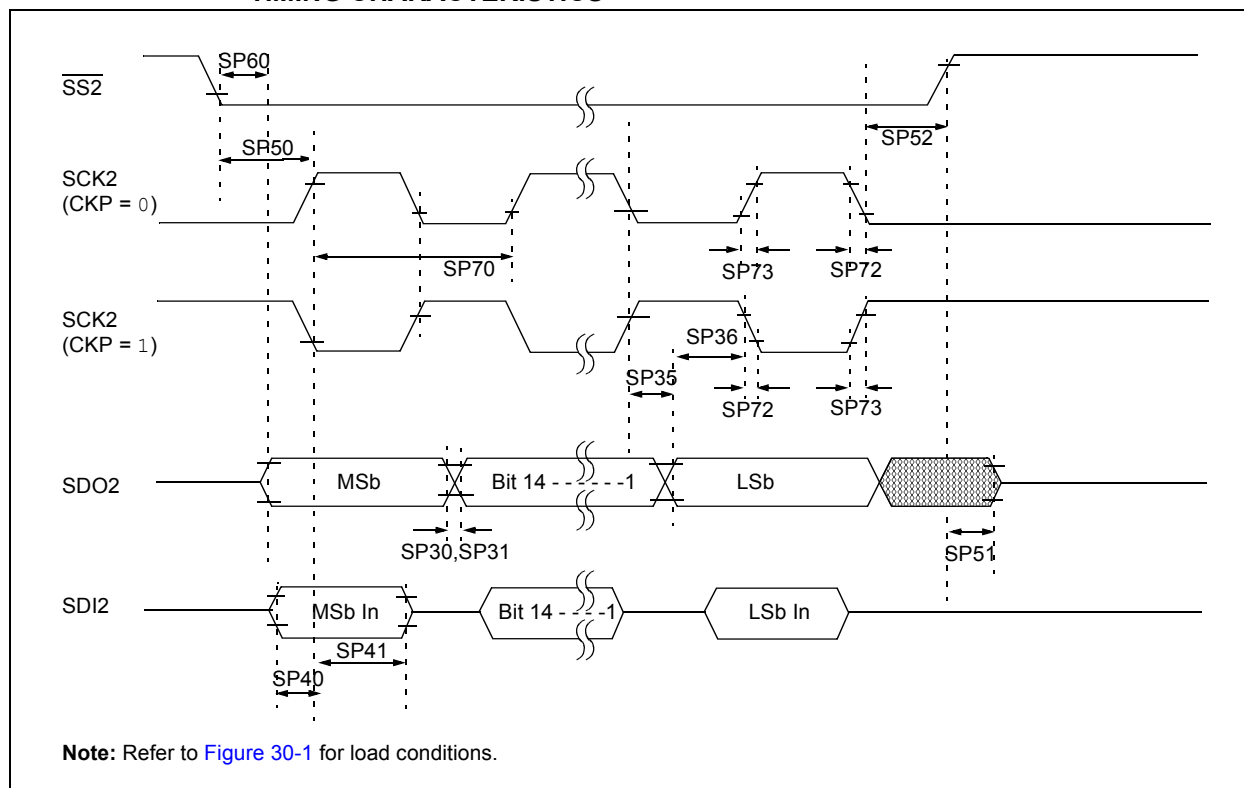 TIMING CHARACTERISTICS
SP60
SS2
SP50
SP52
SCK2
(CKP = 0)
SP70
SP73
SP72
SCK2
(CKP = 1)
SP36
SP35
SP72
SP73
SDO2
MSb
Bit 14 - - - - - -1
LSb
SP30,SP31
SP51
SDI2
MSb In
Bit 14 - - - -1
LSb In
SP41
SP40
Note: Refer to Figure 30-1 for load conditions.